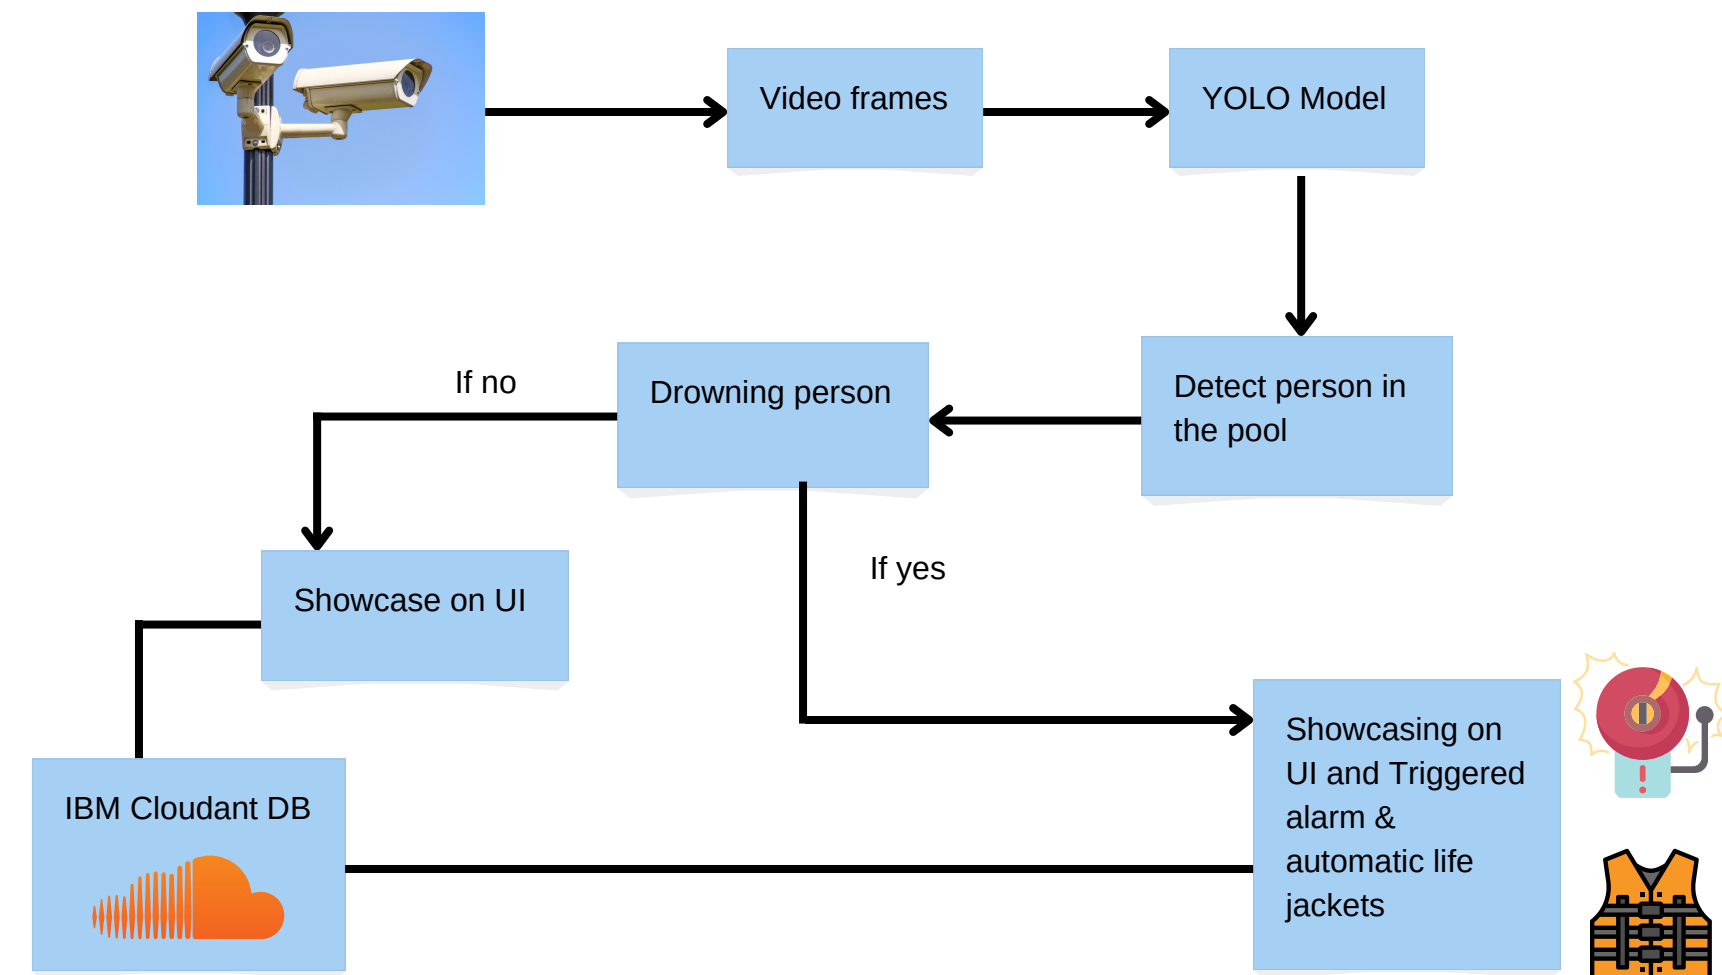 Video frames
YOLO Model
If no
Drowning person
Detect person in
the pool
If yes
Showcase on UI
Showcasing on
UI and Triggered
alarm &
automatic life
jackets
IBM Cloudant DB